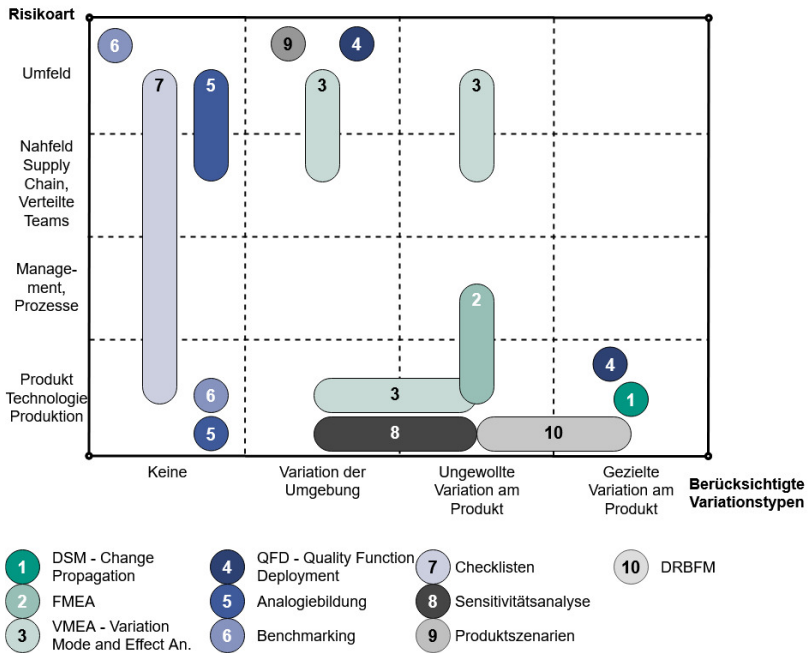 Risikoart
6
9
4
Umfeld
7
5
3
3
Nahfeld
Supply
Chain,
Verteilte
Teams
Manage-
ment,
Prozesse
2
4
Produkt
Technologie
Produktion
6
3
1
5
8
10
Keine
Variation der
Umgebung
Ungewollte
Variation am
Produkt
Gezielte
Variation am
Produkt
Berücksichtigte
Variationstypen
1
DSM - Change
Propagation
4
QFD - Quality Function
Deployment
7
Checklisten
10
DRBFM
2
FMEA
5
Analogiebildung
8
Sensitivitätsanalyse
3
VMEA - Variation
Mode and Effect An.
6
Benchmarking
9
Produktszenarien